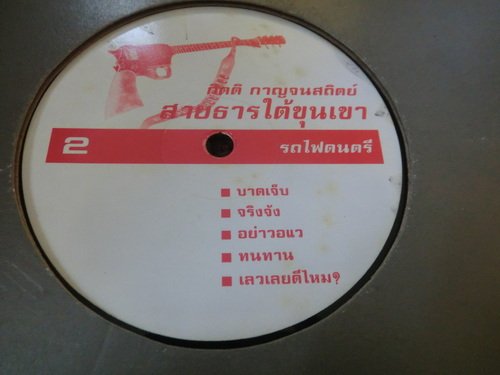 กิตติ กาญจนสถิตย์
สายธารใต้ขุนเขา
2 รถไฟดนตรี
บาดเจ็บ
จริงจัง
อย่าวอแว
ทนทาน
เลวเลยดีไหม?